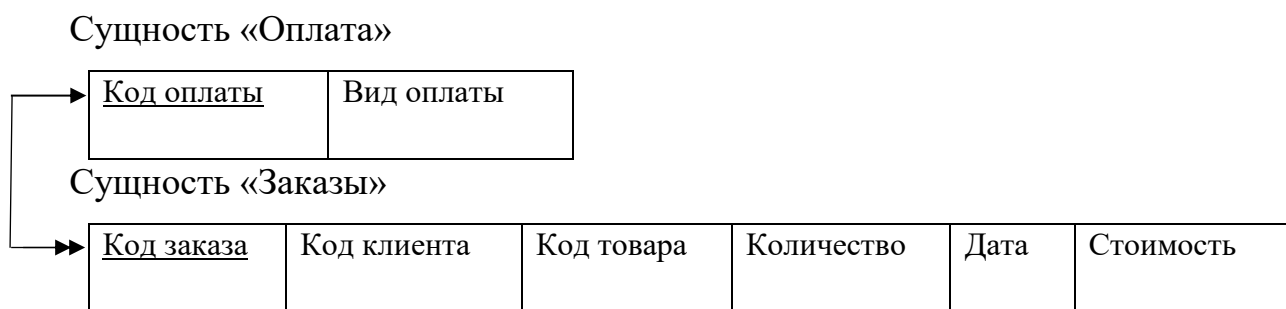 Сущность «Оплата»
Код оплаты Вид оплаты
Сущность «Заказы»
Код заказа Код клиента Код товара Количество Дата Стоимость